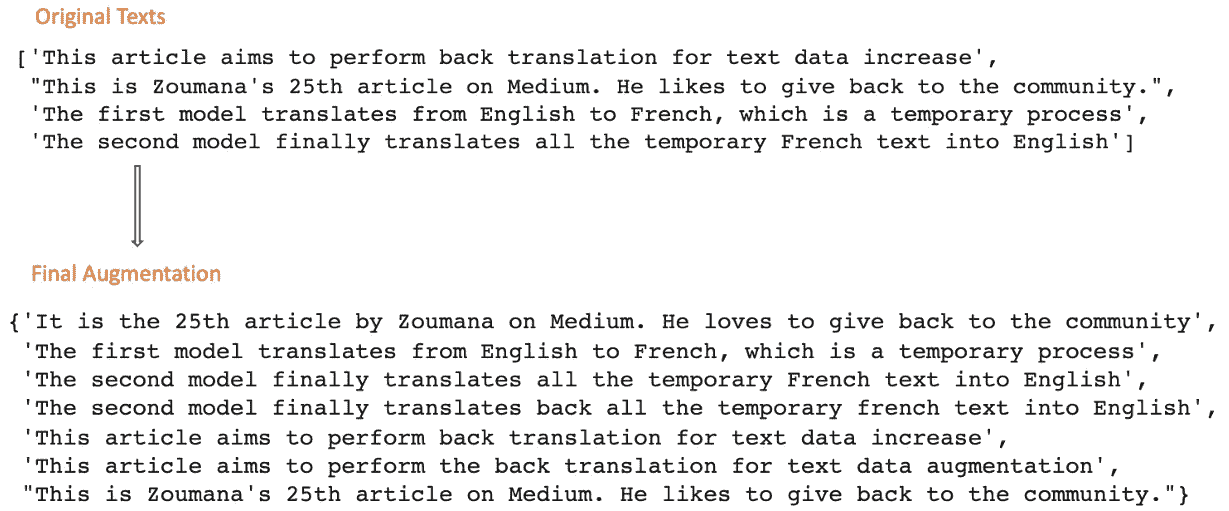 Original Texts
['This article aims to perform back translation for text data increase',
"This is Zoumana's 25th article on Medium. He likes to give back to the community.",
'The first model translates from English to French, which is a temporary process',
'The second model finally translates all the temporary French text into English']
Final Augmentation
{'It is the 25th article by Zoumana on Medium. He loves to give back to the community',
'The first model translates from English to French, which is a temporary process',
'The second model finally translates all the temporary French text into English',
'The second model finally translates back all the temporary french text into English',
'This article aims to perform back translation for text data increase',
'This article aims to perform the back translation for text data augmentation',
"This is Zoumana's 25th article on Medium. He likes to give back to the community."}